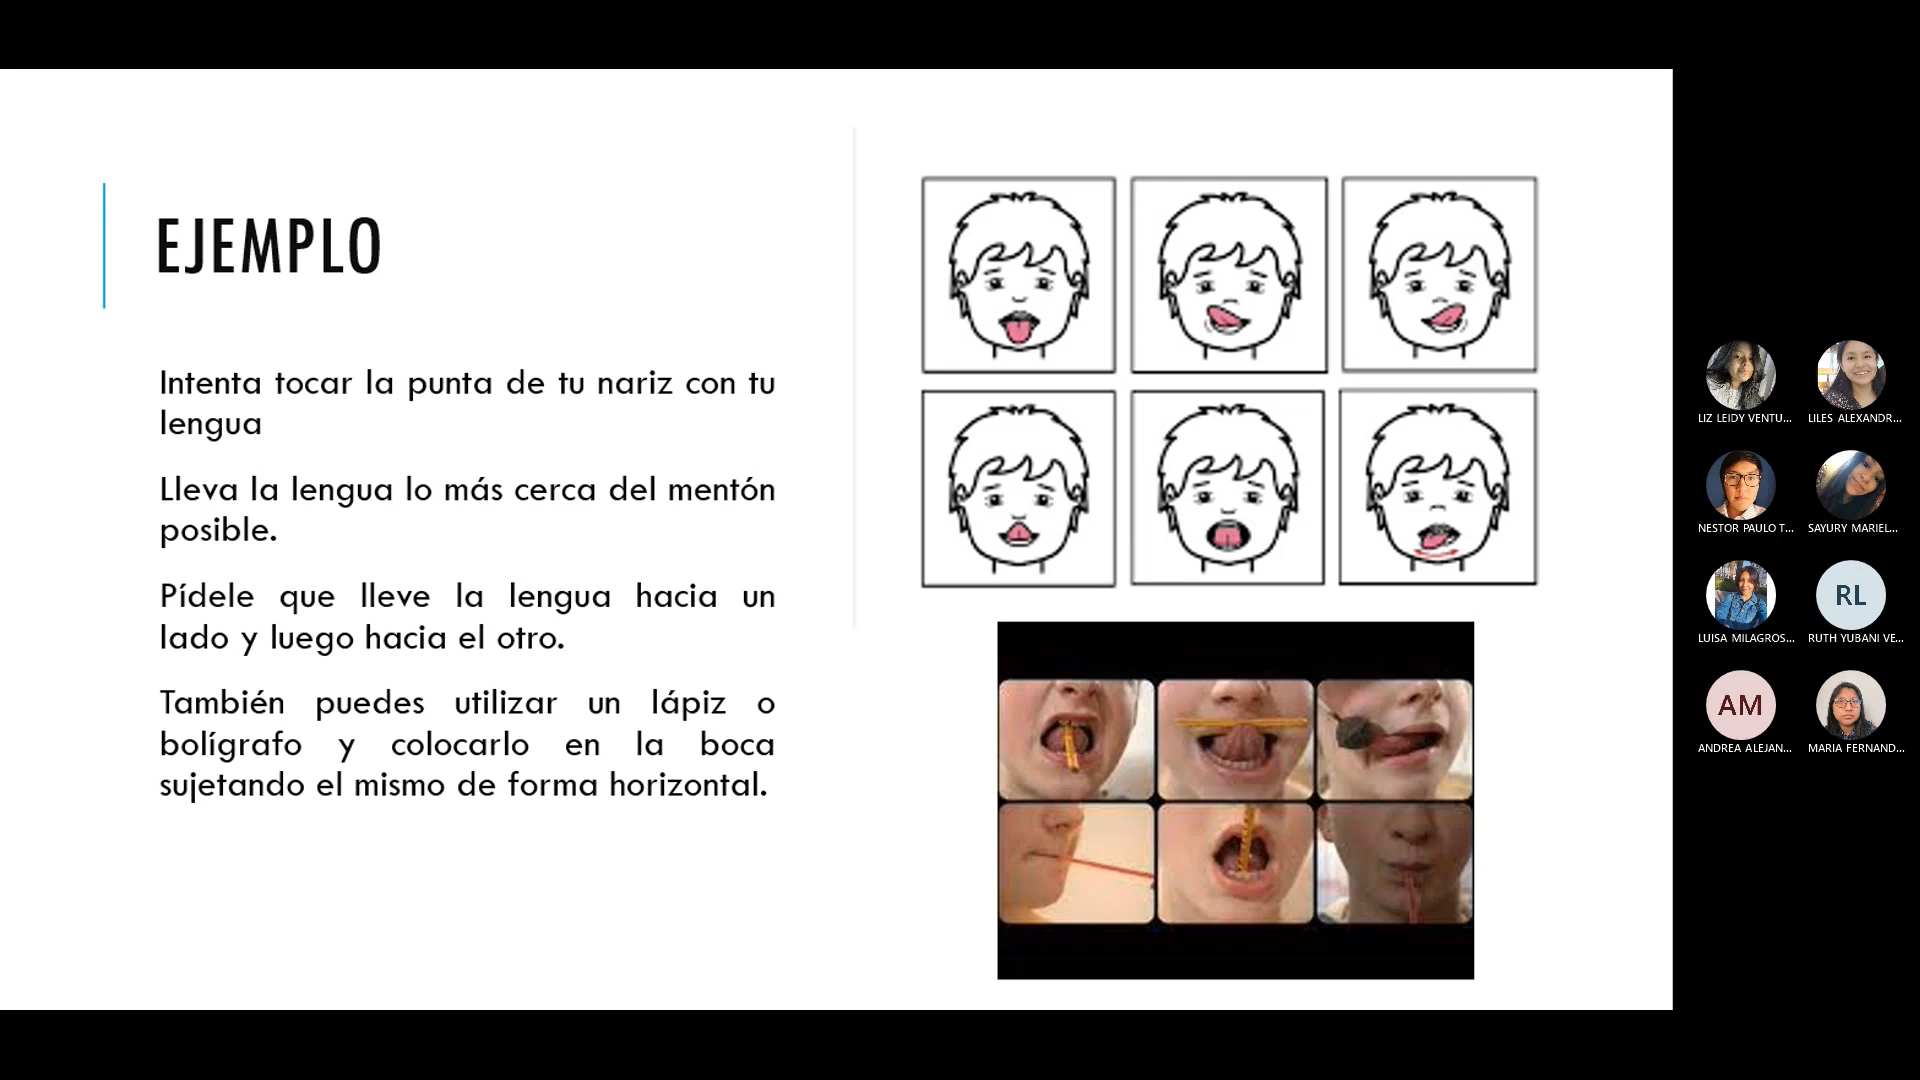 EJEMPLO
Intenta tocar la punta de tu nariz con tu
lengua
Lleva la lengua lo más cerca del mentón
posible.
Pídele que lleve la lengua hacia un
lado y luego hacia el otro.
También puedes utilizar un lápiz o
bolígrafo y colocarlo en la boca
sujetando el mismo de forma horizontal.
LIZ LEIDY VENTU...
LILES ALEXANDR...
NESTOR PAULO T...
SAYURY MARIEL...
RL
LUISA MILAGROS...
RUTH YUBANI VE...
AM
ANDREA ALEJAN...
MARIA FERNAND...